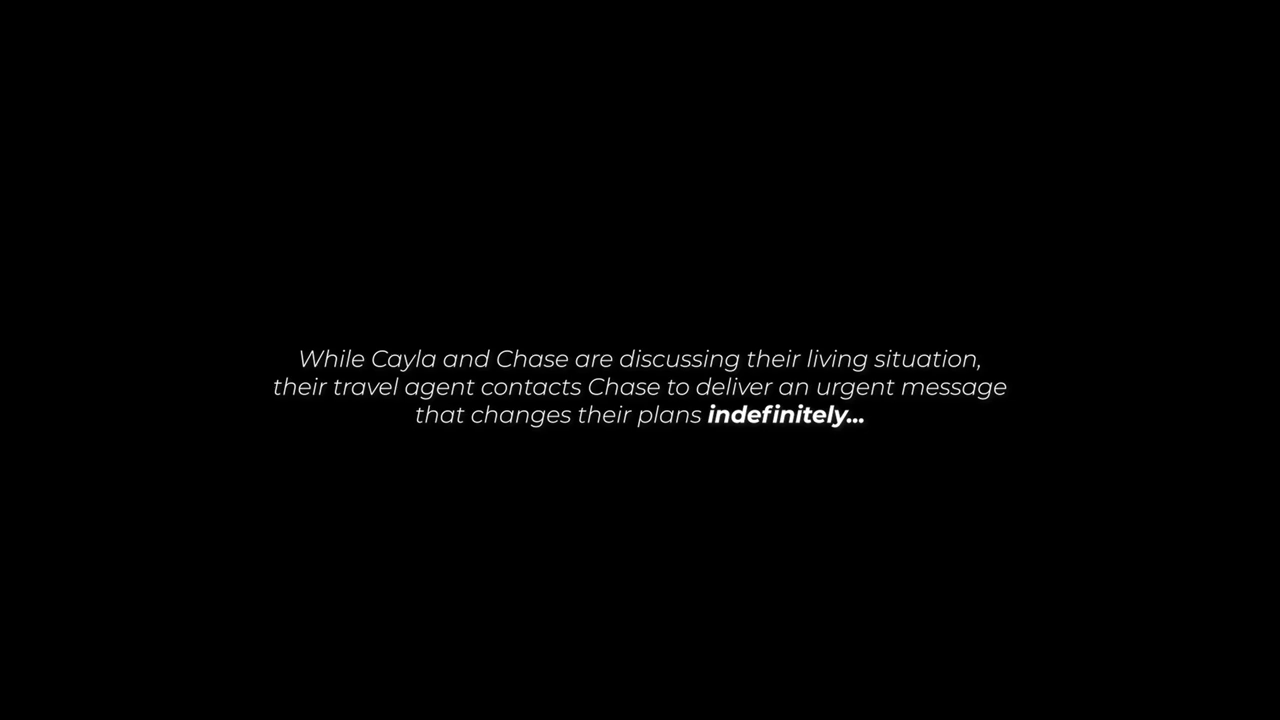 While Cayla and Chase are discussing their living situation,
their travel agent contacts Chase to deliver an urgent message
that changes their plans indefinitely...